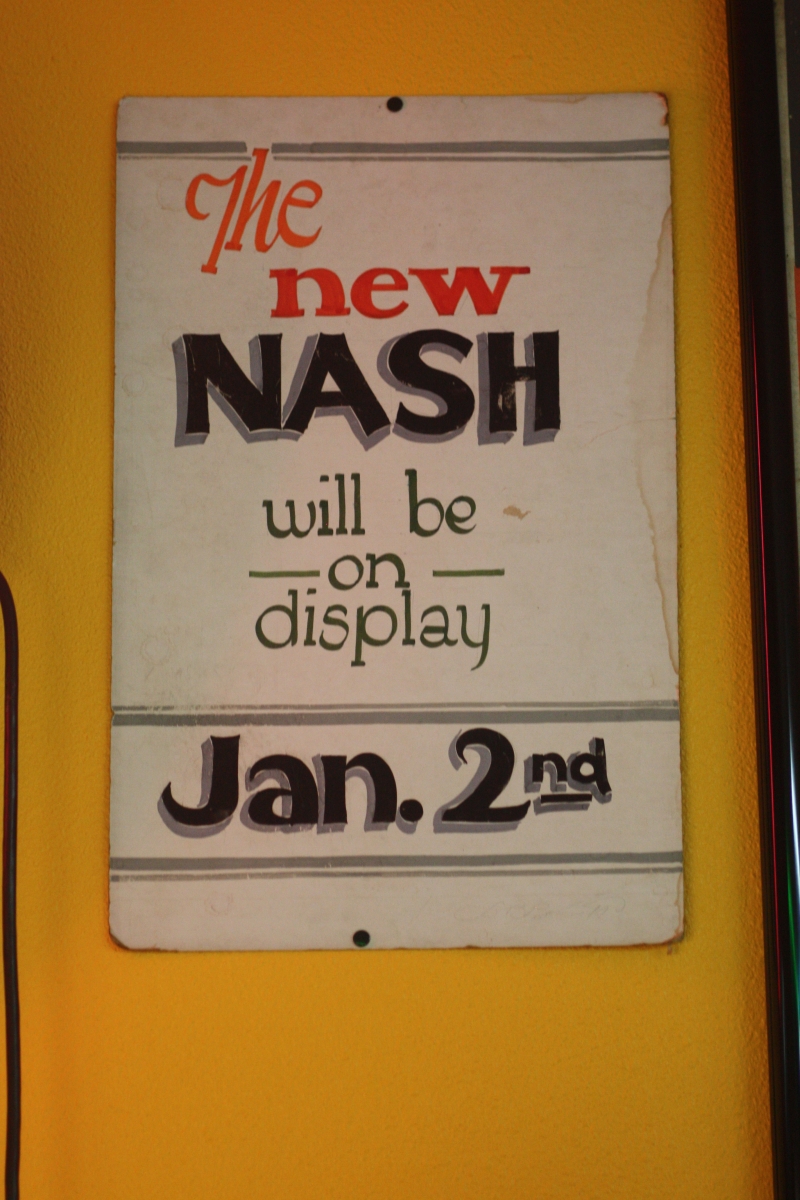 The
new
NASH
will be
on
display
Jan. 2nd